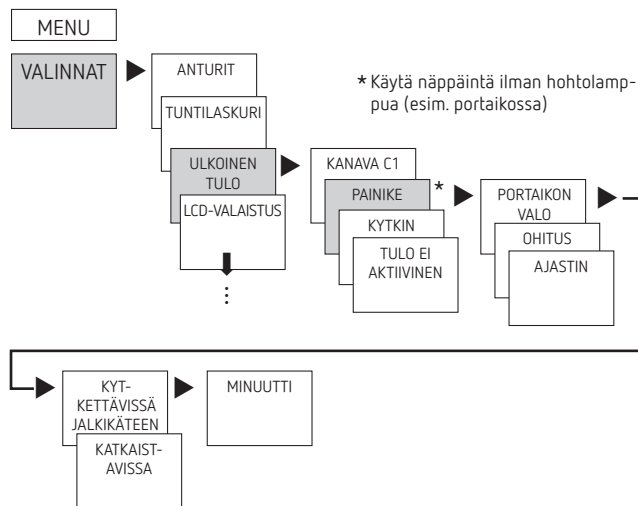 MENU
VALINNAT
ANTURIT
TUNTILASKURI
ULKOINEN
TULO
LCD-VALAISTUS
* Käytä näppäintä ilman hohtolamp-
pua (esim. portaikossa)
KANAVA C1
PAINIKE *
KYTKIN
TULO EI
AKTIIVINEN
PORTAIKON
VALO
OHITUS
AJASTIN
KYT-
KETTÄVISSÄ
JALKIKÄTEEN
KATKAIST-
AVISSA
MINUUTTI